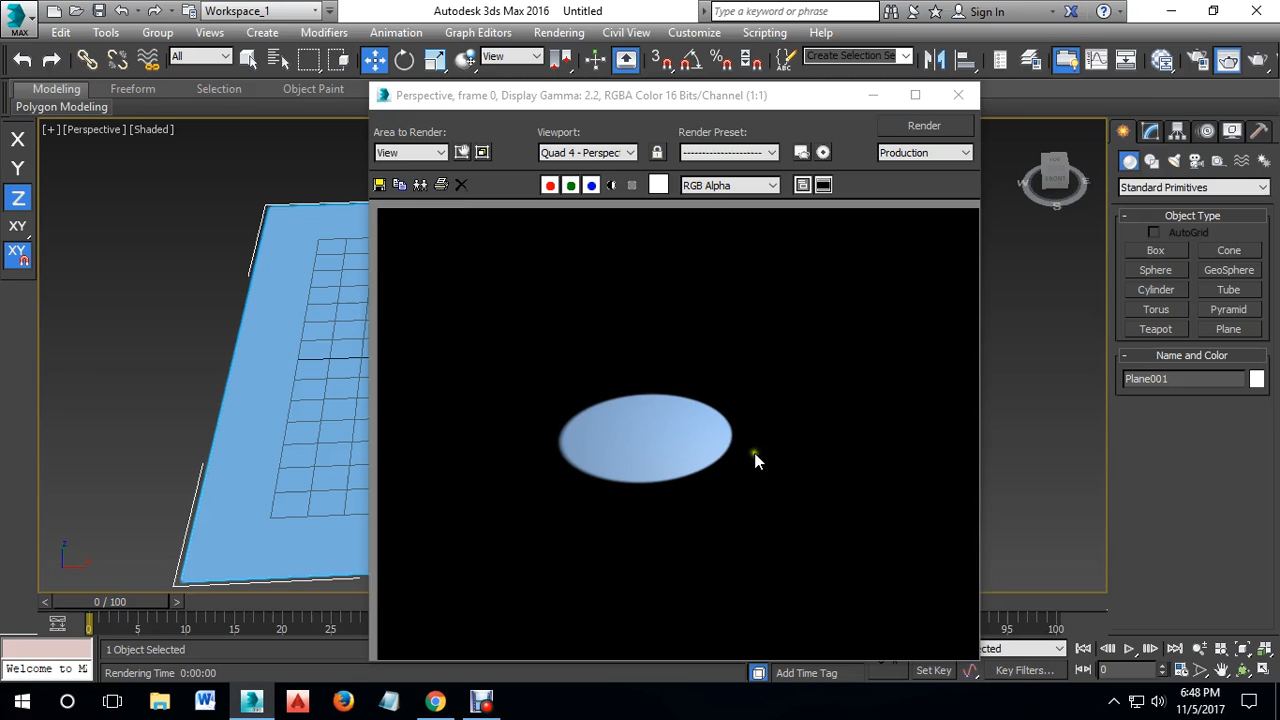 Workspace_1
Autodesk 3ds Max 2016 Untitled
Type a keyword or phrase
Sign In
MAX
Edit Tools Group Views Create Modifiers Animation Graph Editors Rendering Civil View Customize Scripting Help
All
View
Create Selection Se
Modeling Freeform Selection Object Paint
Polygon Modeling
[+] [Perspective ] [Shaded ]
X
Y
Z
XY
XY
Perspective, frame 0, Display Gamma: 2.2, RGBA Color 16 Bits/Channel (1:1)
Area to Render:
Viewport:
Render Preset:
Render
View
Quad 4 - Perspect
--------------------
Production
RGB Alpha
FRONT
W
S
Standard Primitives
Object Type
AutoGrid
Box Cone
Sphere GeoSphere
Cylinder Tube
Torus Pyramid
Teapot Plane
Name and Color
Plane001
z
0 / 100
0 5 10 15 20 25 95 100
1 Object Selected
Welcome to M
Rendering Time 0:00:00
Add Time Tag
Set Key
Key Filters...
0
6:48 PM
11/5/2017